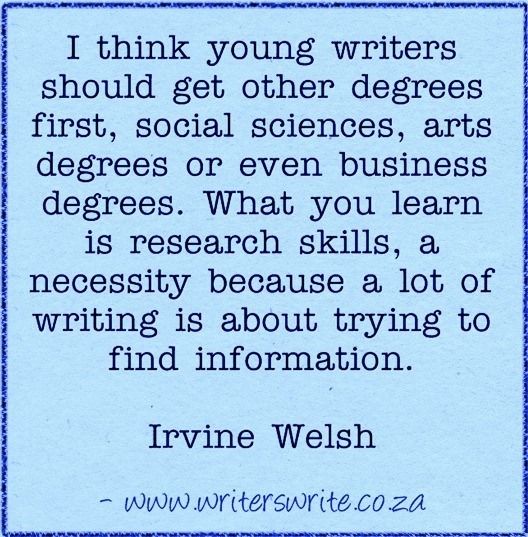 I think young writers
should get other degrees
first, social sciences, arts
degrees or even business
degrees. What you learn
is research skills, a
necessity because a lot of
writing is about trying to
find information.
Irvine Welsh
- www.writerswrite.co.za